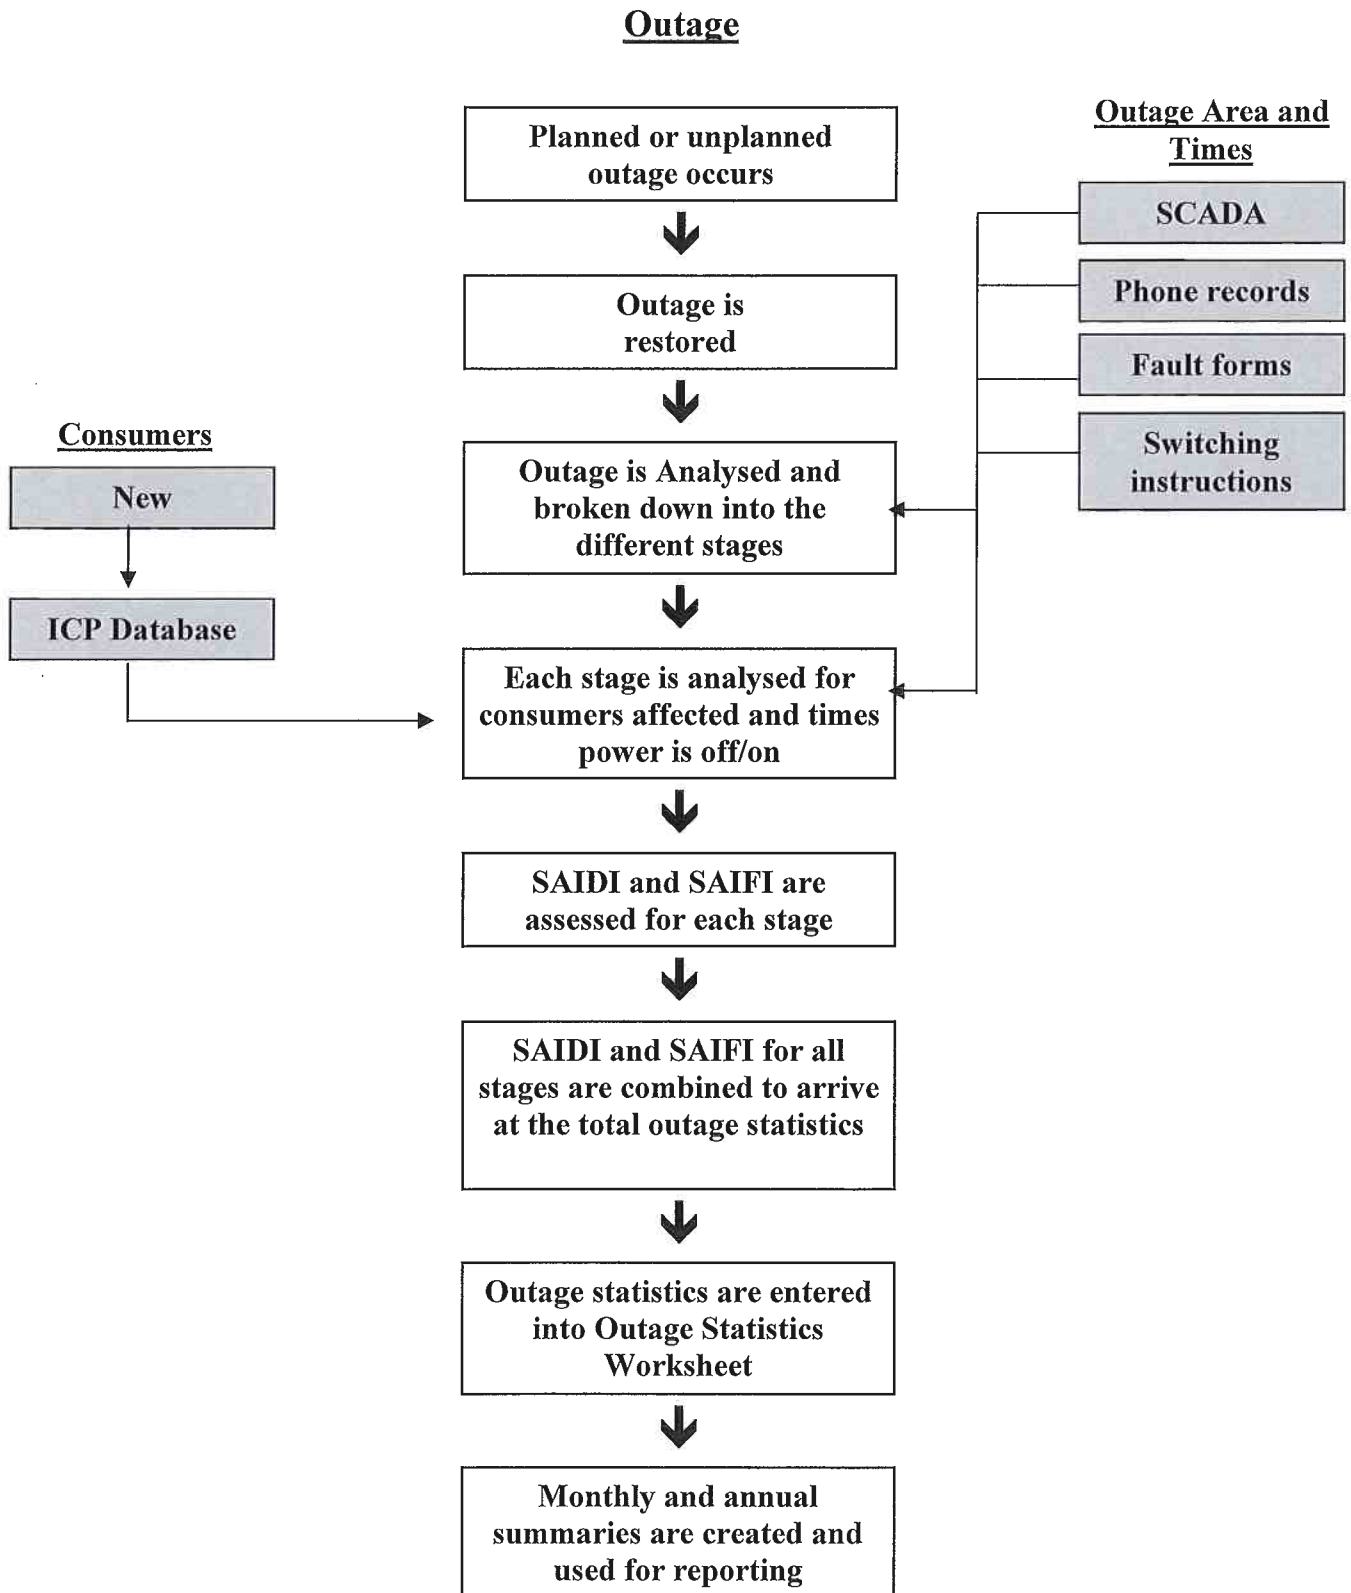 Outage
Planned or unplanned
outage occurs
Outage is
restored
Outage is Analysed and
broken down into the
different stages
Each stage is analysed for
consumers affected and times
power is off/on
SAIDI and SAIFI are
assessed for each stage
SAIDI and SAIFI for all
stages are combined to arrive
at the total outage statistics
Outage statistics are entered
into Outage Statistics
Worksheet
Monthly and annual
summaries are created and
used for reporting
Consumers
New
ICP Database
Outage Area and
Times
SCADA
Phone records
Fault forms
Switching
instructions